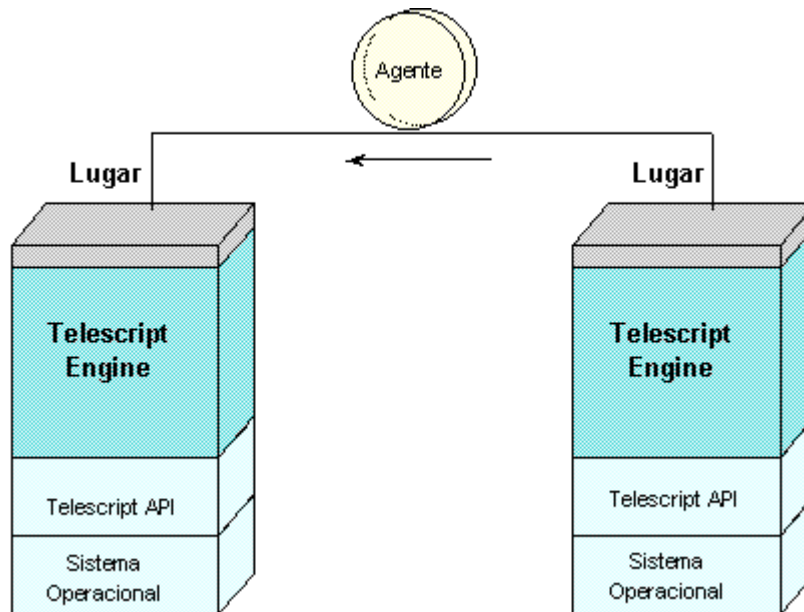 Agente
Lugar
Lugar
Telescript
Engine
Telescript
Engine
Telescript API
Telescript API
Sistema
Operacional
Sistema
Operacional